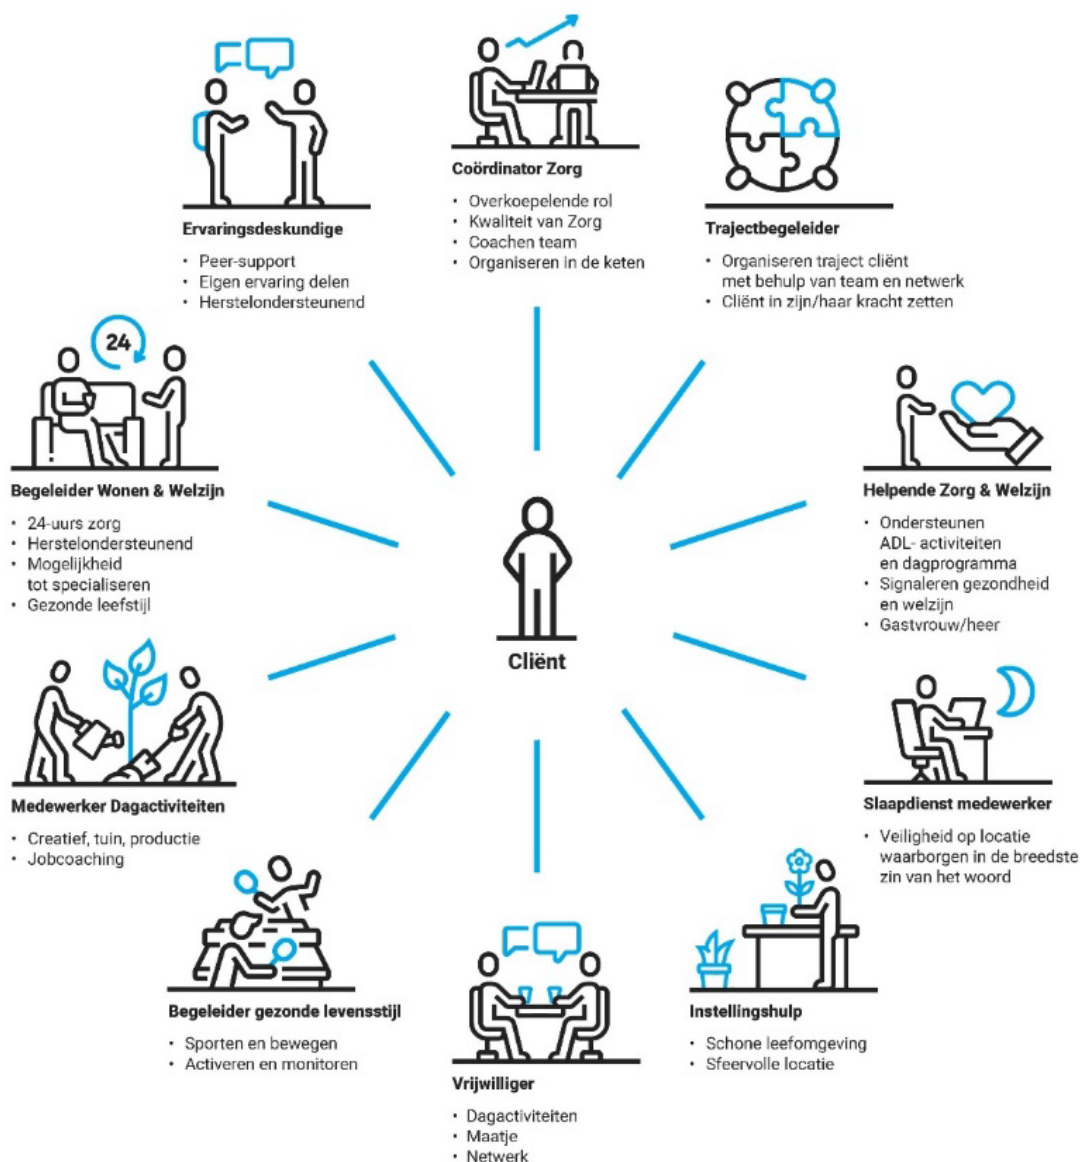 Ervaringsdeskundige
• Peer-support
• Eigen ervaring delen
• Herstelondersteunend
Coördinator Zorg
• Overkoepelende rol
• Kwaliteit van Zorg
• Coachen team
• Organiseren in de keten
Trajectbegeleider
• Organiseren traject cliënt
met behulp van team en netwerk
• Cliënt in zijn/haar kracht zetten
24
Begeleider Wonen & Welzijn
• 24-uurs zorg
• Herstelondersteunend
• Mogelijkheid
tot specialiseren
• Gezonde leefstijl
Helpende Zorg & Welzijn
• Ondersteunen
ADL- activiteiten
en dagprogramma
• Signaleren gezondheid
en welzijn
• Gastvrouw/heer
Cliënt
Medewerker Dagactiviteiten
• Creatief, tuin, productie
• Jobcoaching
Slaapdienst medewerker
• Veiligheid op locatie
waarborgen in de breedste
zin van het woord
Begeleider gezonde levensstijl
• Sporten en bewegen
• Activeren en monitoren
Vrijwilliger
• Dagactiviteiten
• Maatje
• Netwerk
Instellingshulp
• Schone leefomgeving
• Sfeervolle locatie